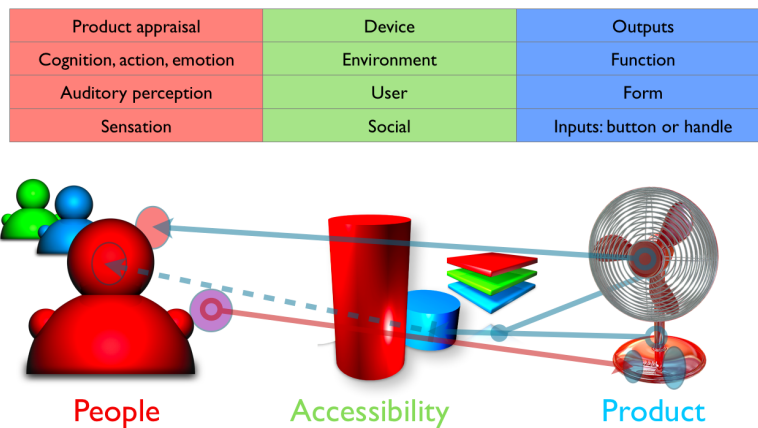 Product appraisal Device Outputs
Cognition, action, emotion Environment Function
Auditory perception User Form
Sensation Social Inputs: button or handle
People Accessibility Product